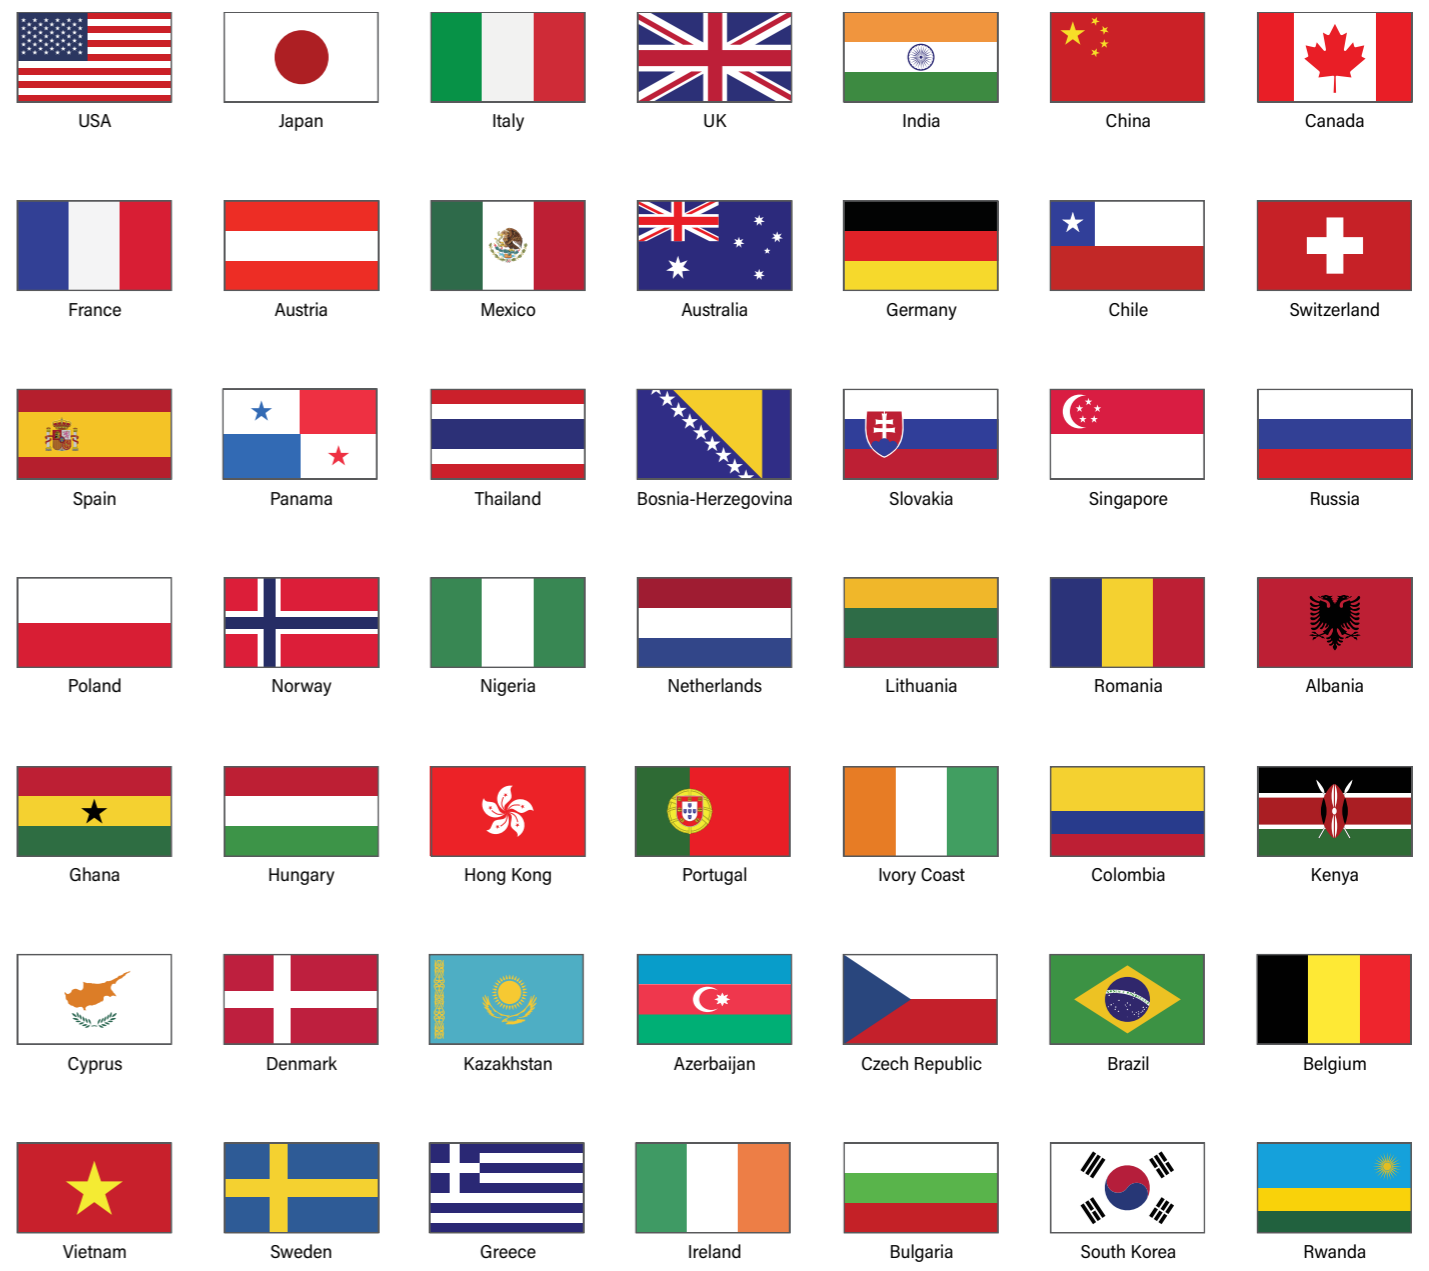 USA
Japan
Italy
UK
India
China
Canada
France
Austria
Mexico
Australia
Germany
Chile
Switzerland
Spain
Panama
Thailand
Bosnia-Herzegovina
Slovakia
Singapore
Russia
Poland
Norway
Nigeria
Netherlands
Lithuania
Romania
Albania
Ghana
Hungary
Hong Kong
Portugal
Ivory Coast
Colombia
Kenya
Cyprus
Denmark
Kazakhstan
Azerbaijan
Czech Republic
Brazil
Belgium
Vietnam
Sweden
Greece
Ireland
Bulgaria
South Korea
Rwanda